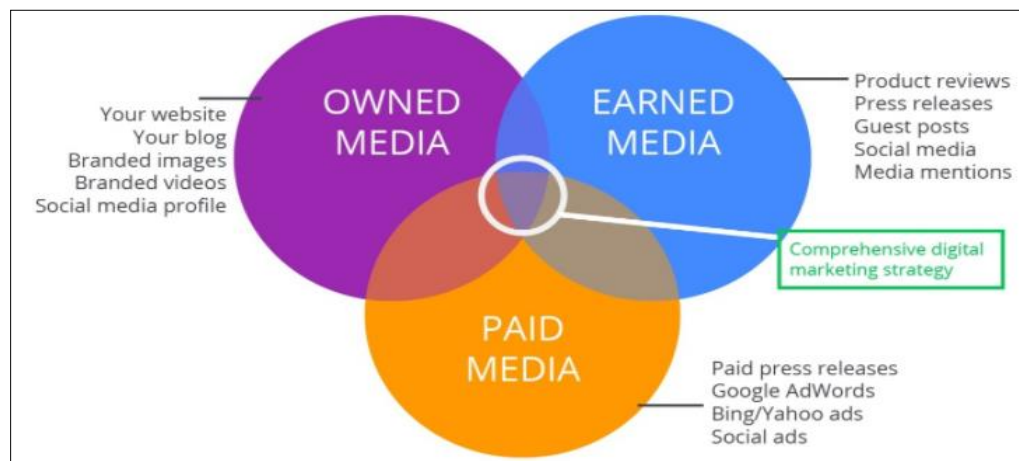 OWNED
MEDIA
EARNED
MEDIA
PAID
MEDIA
Your website
Your blog
Branded images
Branded videos
Social media profile
Product reviews
Press releases
Guest posts
Social media
Media mentions
Comprehensive digital
marketing strategy
Paid press releases
Google AdWords
Bing/Yahoo ads
Social ads